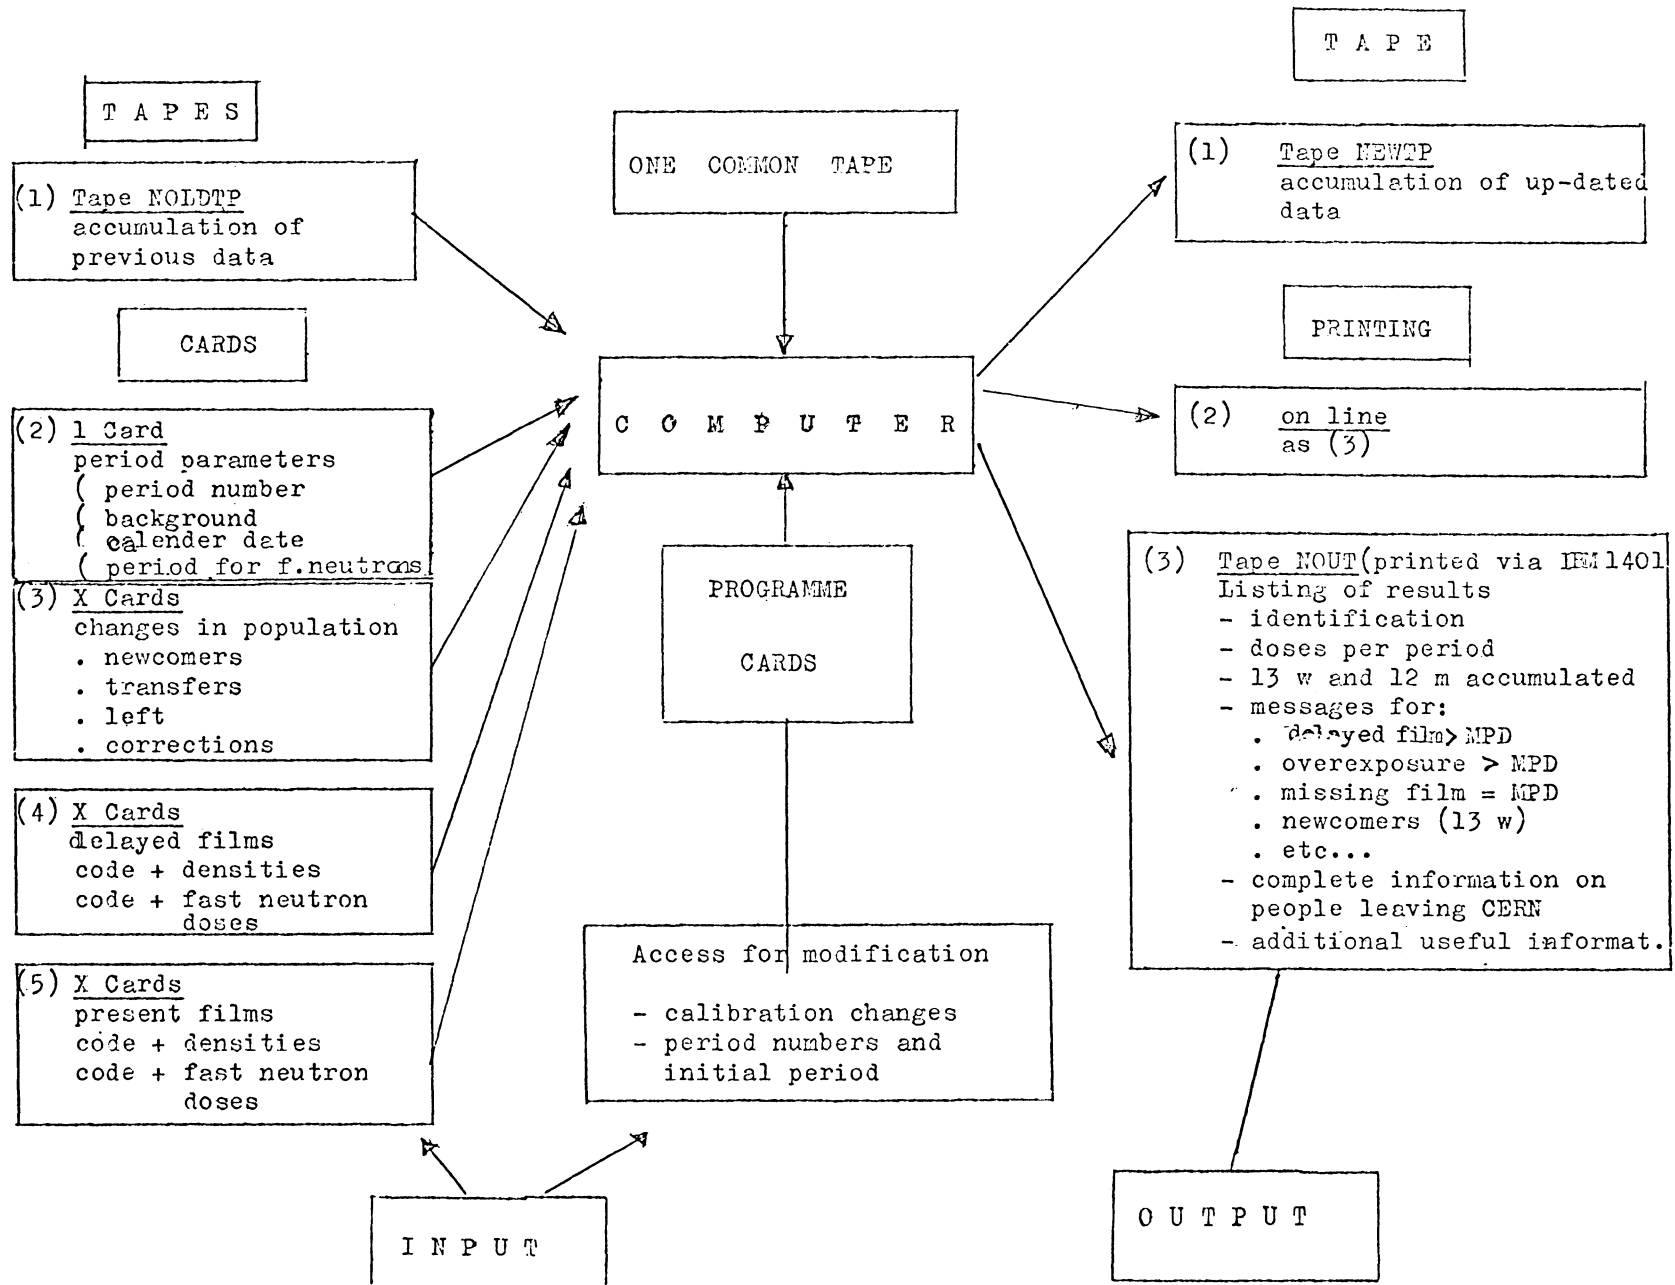 T A P E S
(1) Tape NOLDTP
accumulation of
previous data
CARDS
(2) 1 Card
period parameters
( period number
( background
( calender date
( period for f.neutrons
(3) X Cards
changes in population
. newcomers
. transfers
. left
. corrections
(4) X Cards
delayed films
code + densities
code + fast neutron
doses
(5) X Cards
present films
code + densities
code + fast neutron
doses
I N P U T
ONE COMMON TAPE
C O M P U T E R
PROGRAMME
CARDS
Access for modification
- calibration changes
- period numbers and
initial period
T A P E
(1) Tape NEWTP
accumulation of up-dated
data
PRINTING
(2) on line
as (3)
(3) Tape NOUT(printed via IBM 1401
Listing of results
- identification
- doses per period
- 13 w and 12 m accumulated
- messages for:
. delayed film> MPD
. overexposure > MPD
. missing film = MPD
. newcomers (13 w)
. etc...
- complete information on
people leaving CERN
- additional useful informat.
O U T P U T